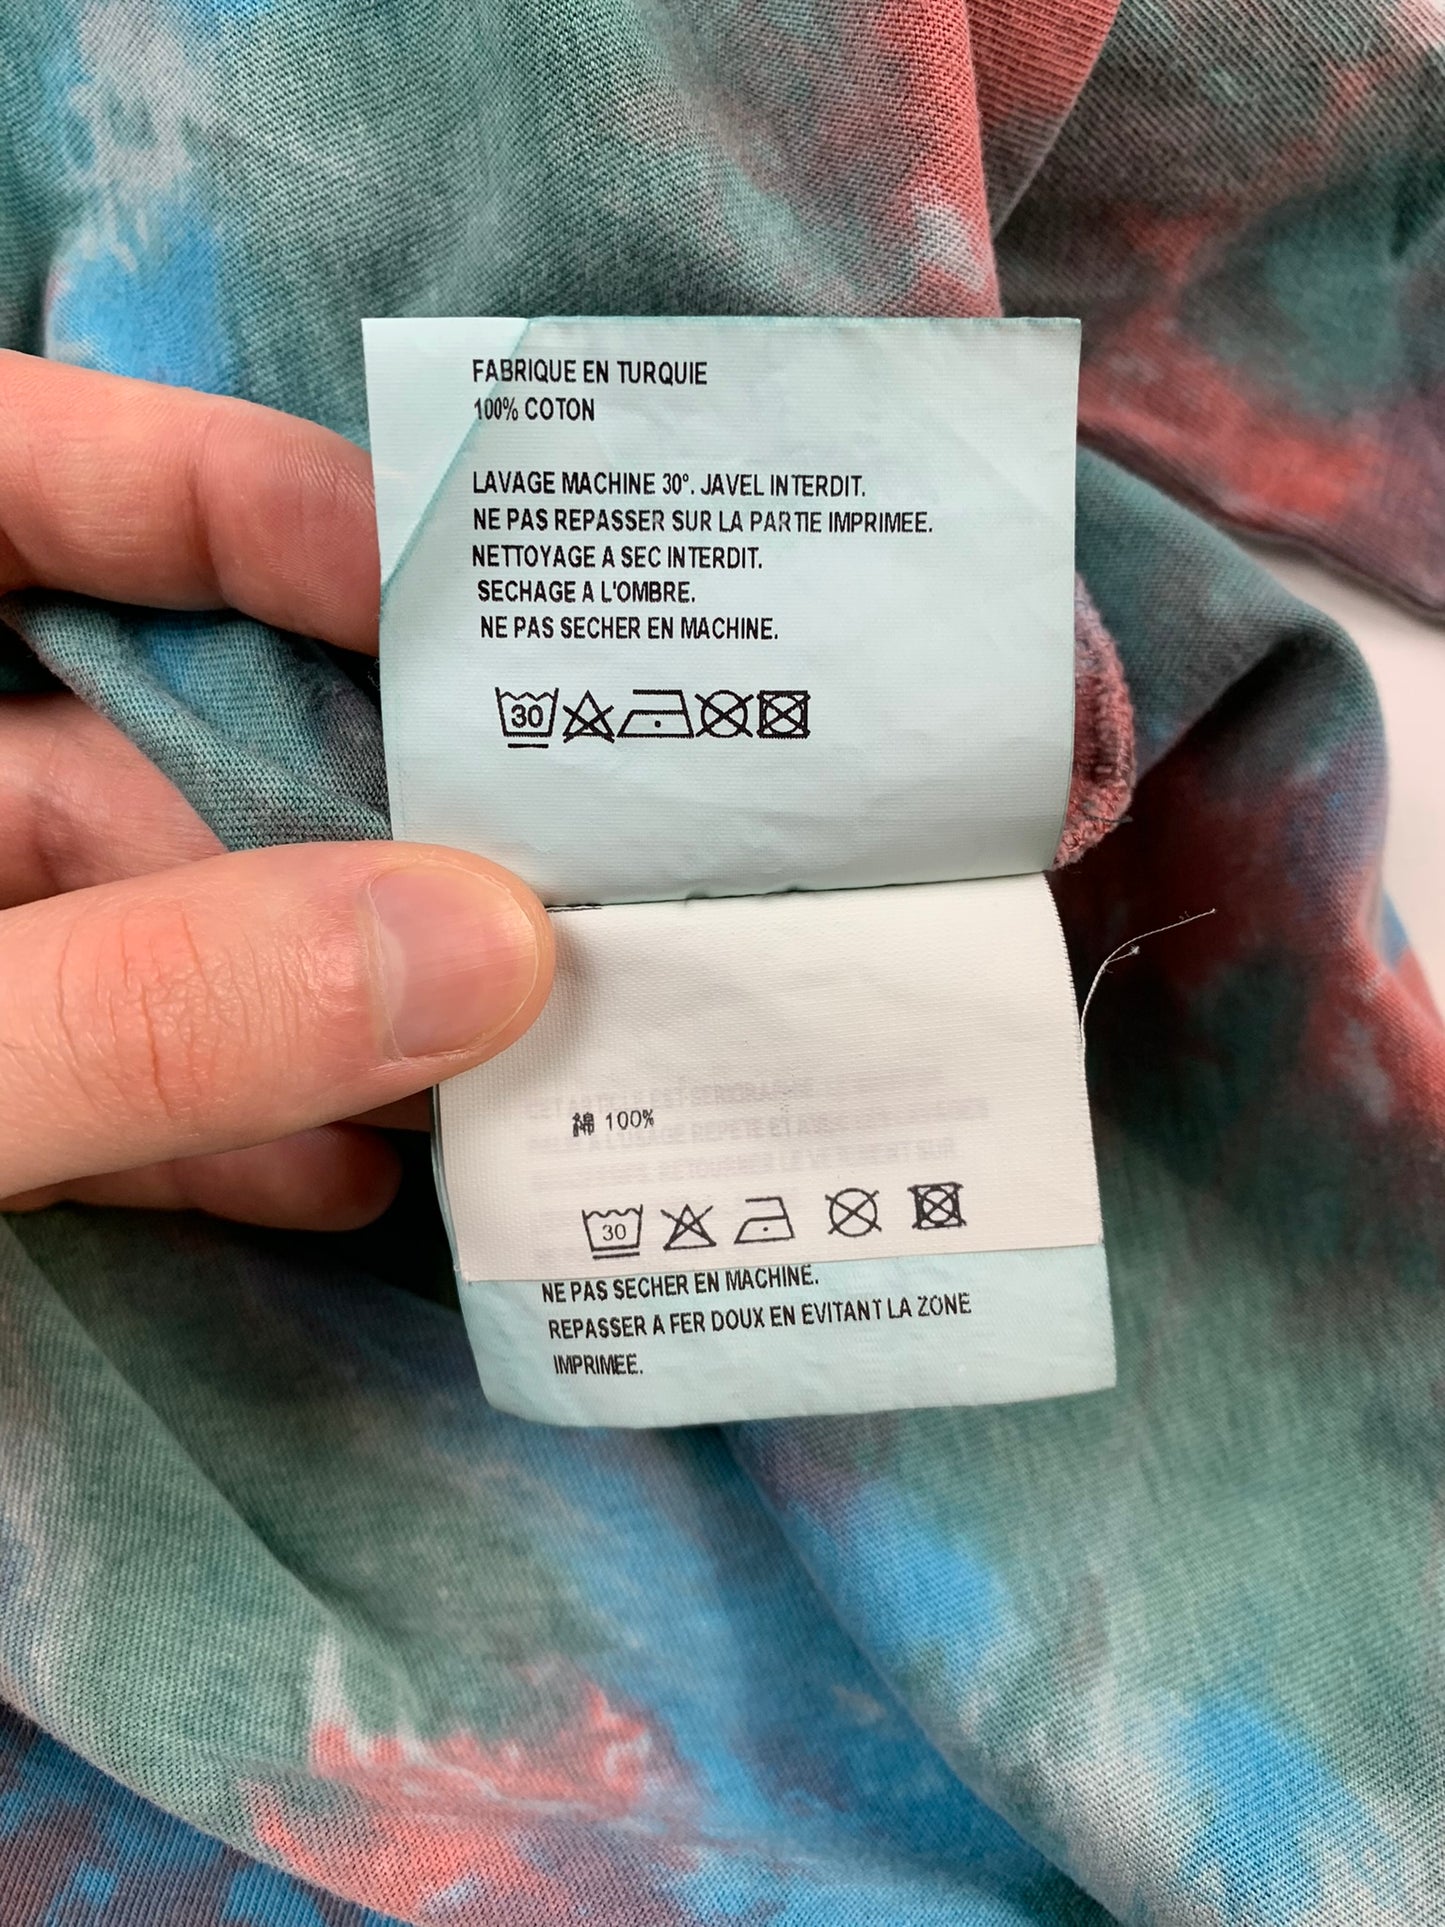 FABRIQUE EN TURQUIE
100% COTON
LAVAGE MACHINE 30°. JAVEL INTERDIT.
NE PAS REPASSER SUR LA PARTIE IMPRIMEE.
NETTOYAGE A SEC INTERDIT.
SECHAGE A L'OMBRE.
NE PAS SECHER EN MACHINE.
30
綿 100%
30
NE PAS SECHER EN MACHINE.
REPASSER A FER DOUX EN EVITANT LA ZONE
IMPRIMEE.